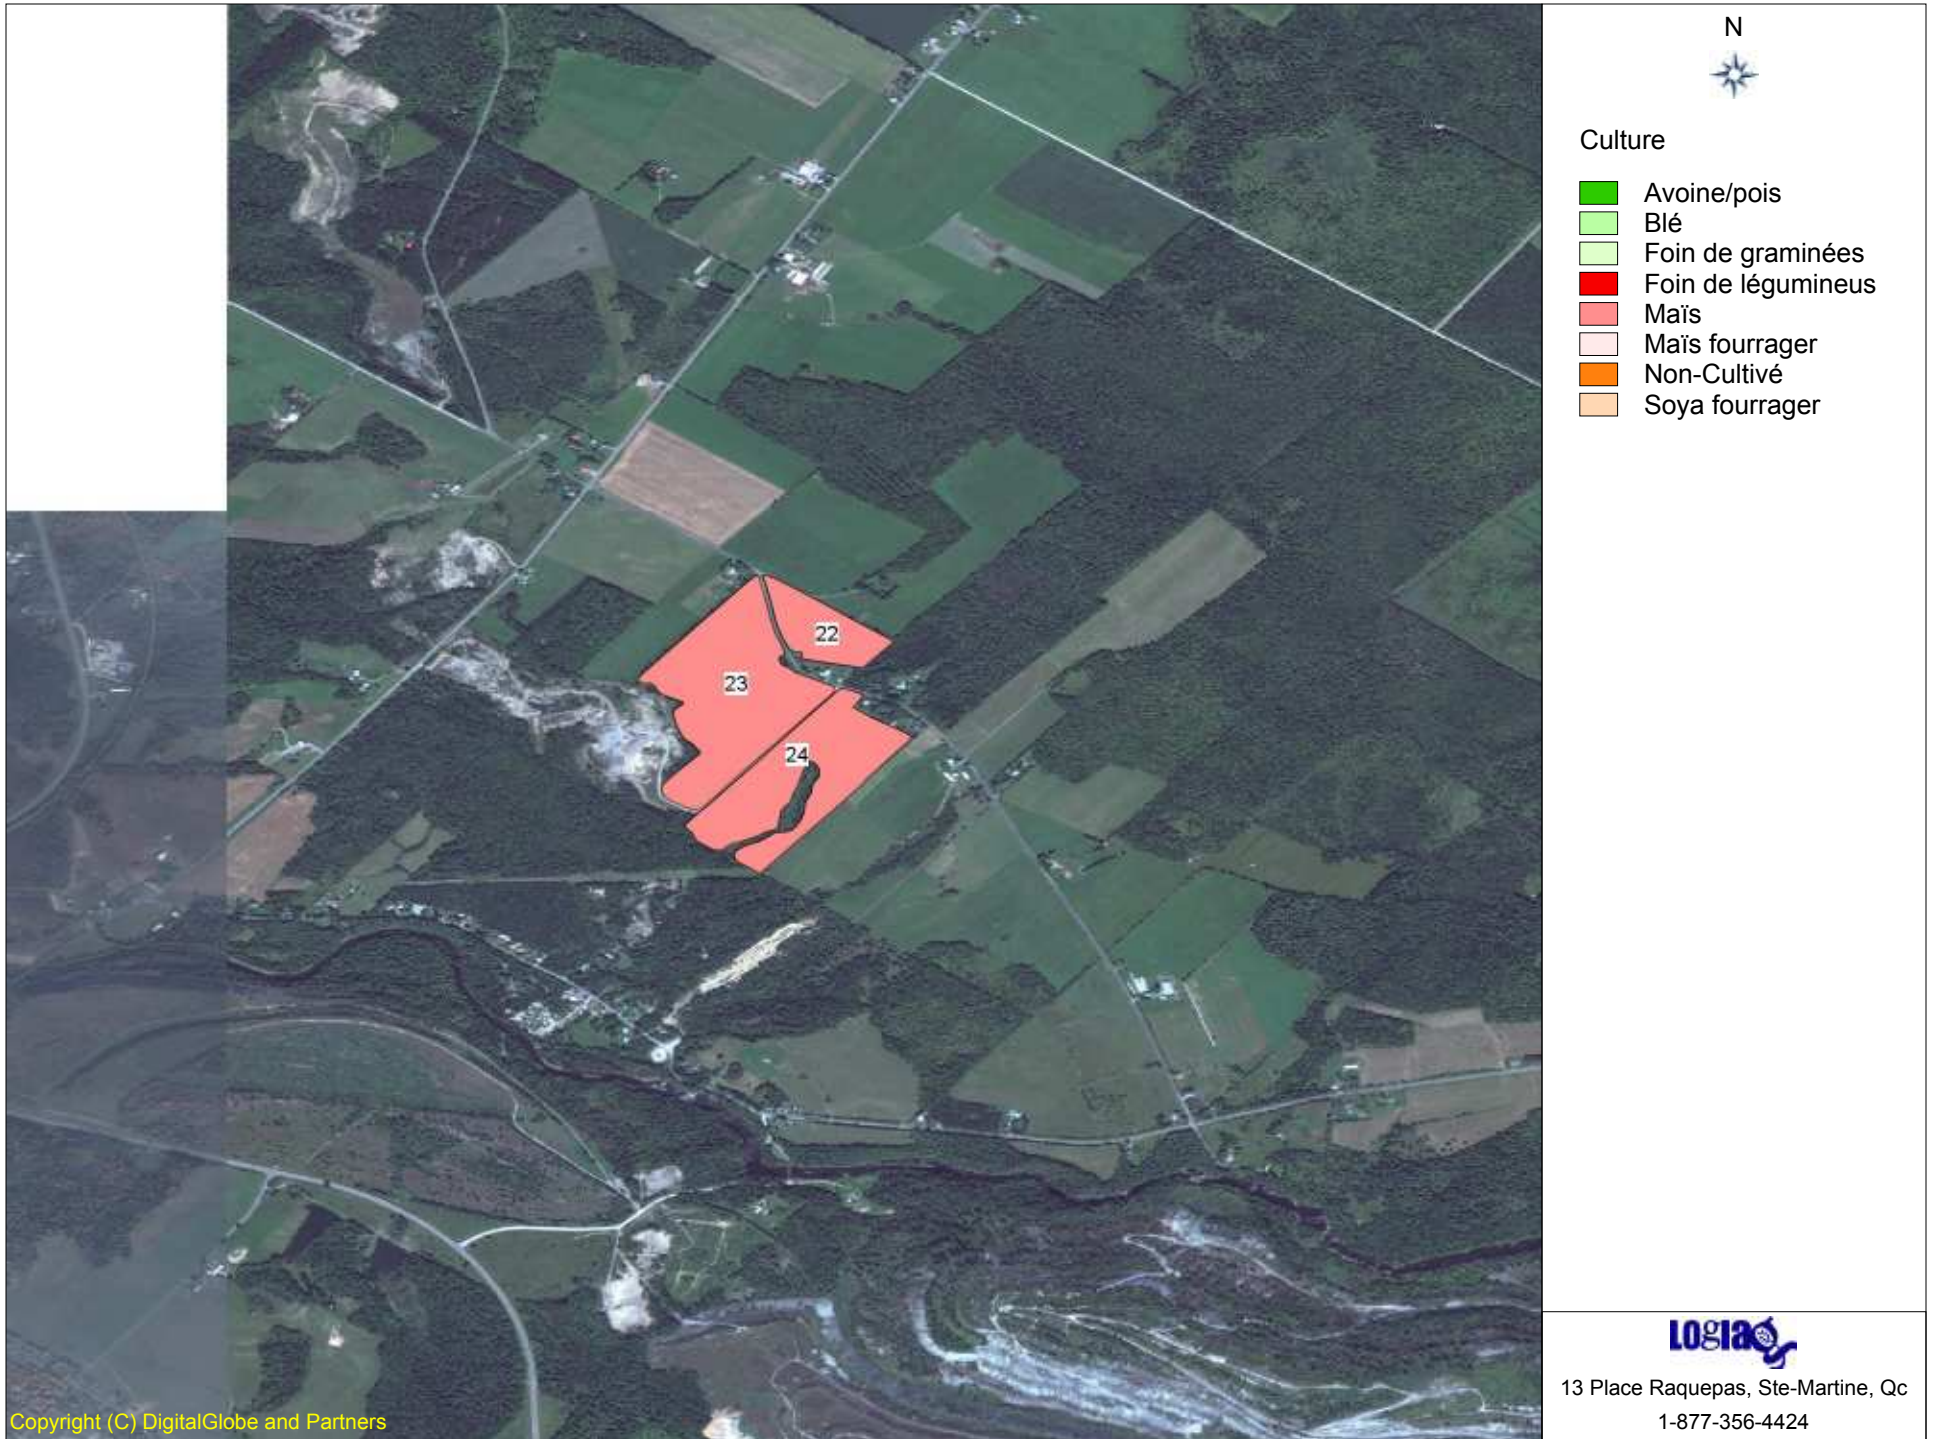 N
Culture
Avoine/pois
Blé
Foin de graminées
Foin de légumineus
Maïs
Maïs fourrager
Non-Cultivé
Soya fourrager
22
23
24
LOGIAG
13 Place Raquepas, Ste-Martine, Qc
1-877-356-4424
Copyright (C) DigitalGlobe and Partners